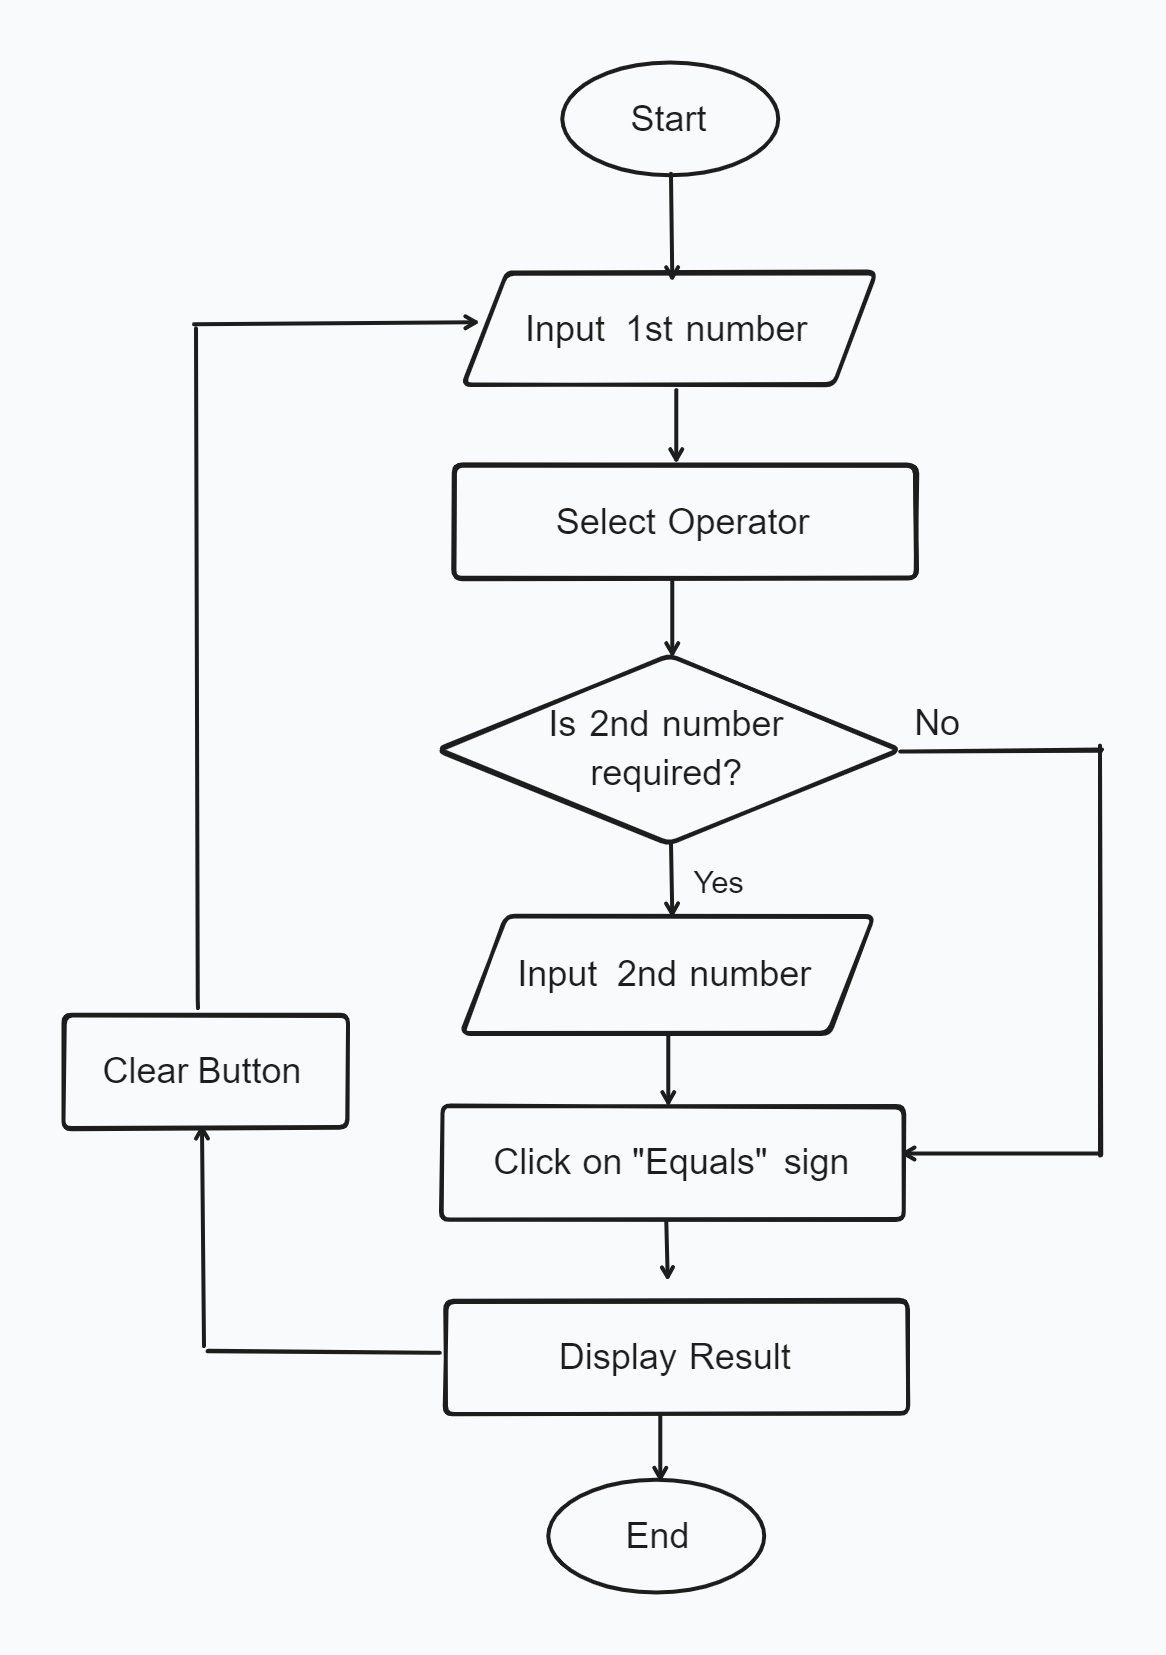 Start
Input 1st number
Select Operator
Is 2nd number
required?
No
Yes
Input 2nd number
Clear Button
Click on "Equals" sign
Display Result
End